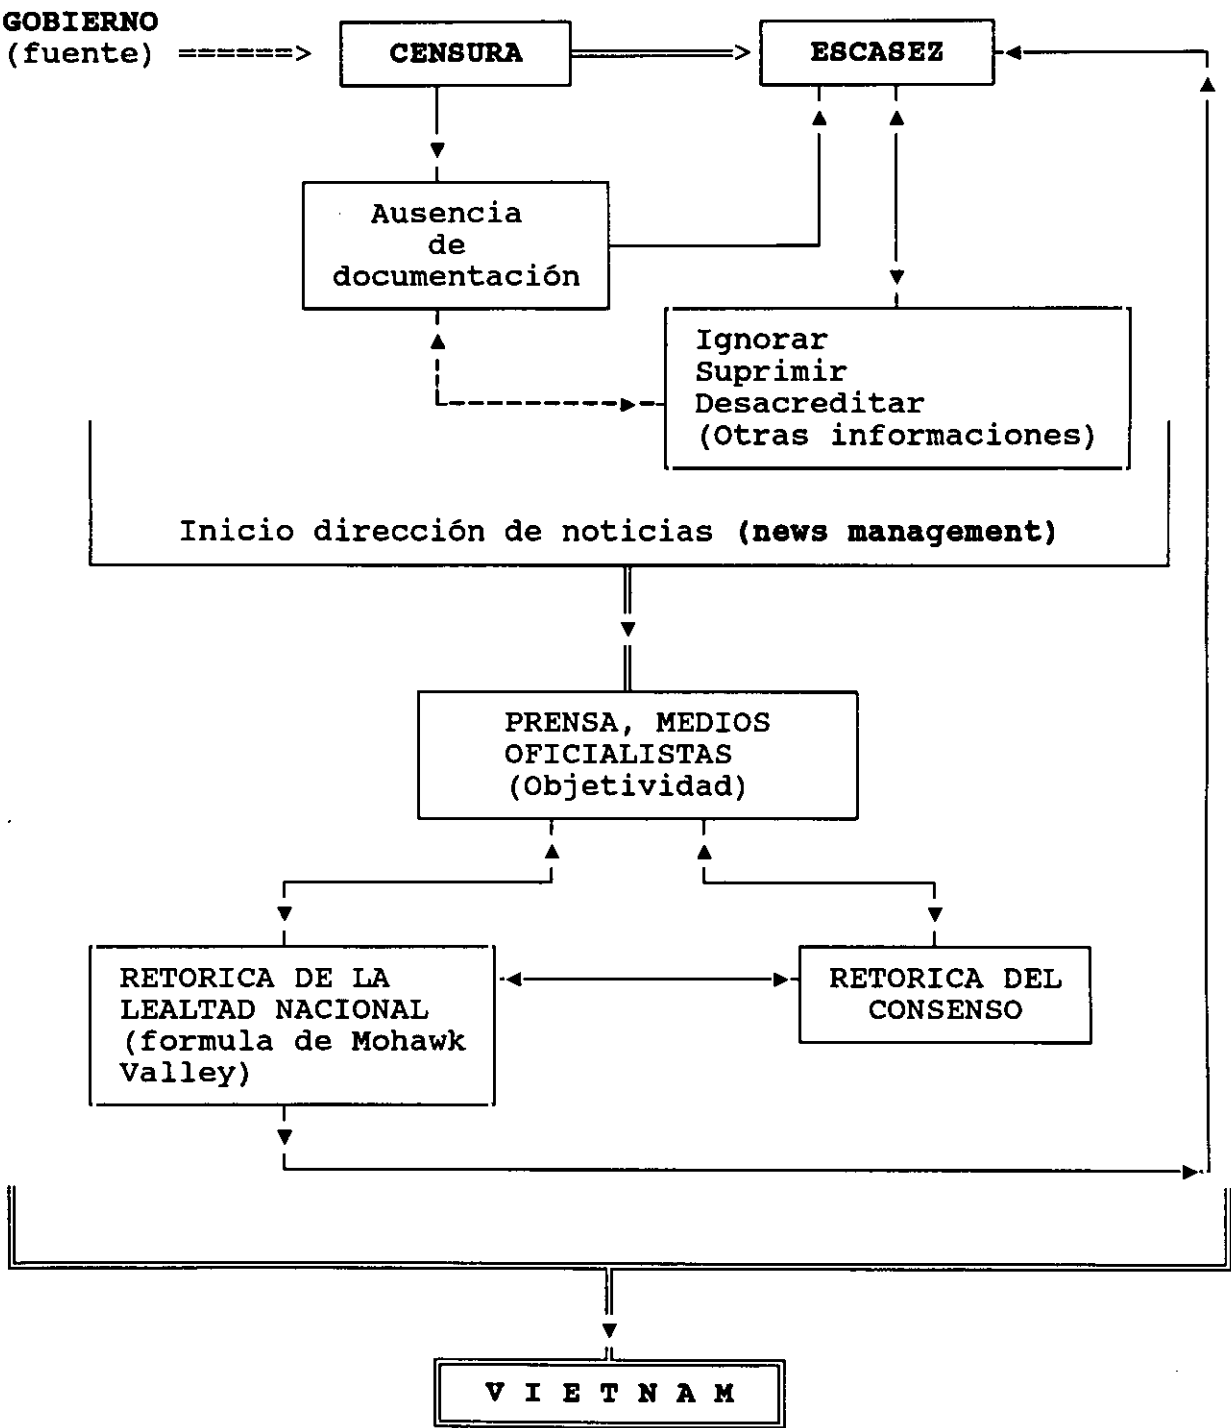 GOBIERNO
(fuente) ======> CENSURA ESCASEZ
Ausencia
de
documentación
Ignorar
Suprimir
Desacreditar
(Otras informaciones)
Inicio dirección de noticias (news management)
PRENSA, MEDIOS
OFICIALISTAS
(Objetividad)
RETORICA DE LA
LEALTAD NACIONAL
(formula de Mohawk
Valley)
RETORICA DEL
CONSENSO
V I E T N A M